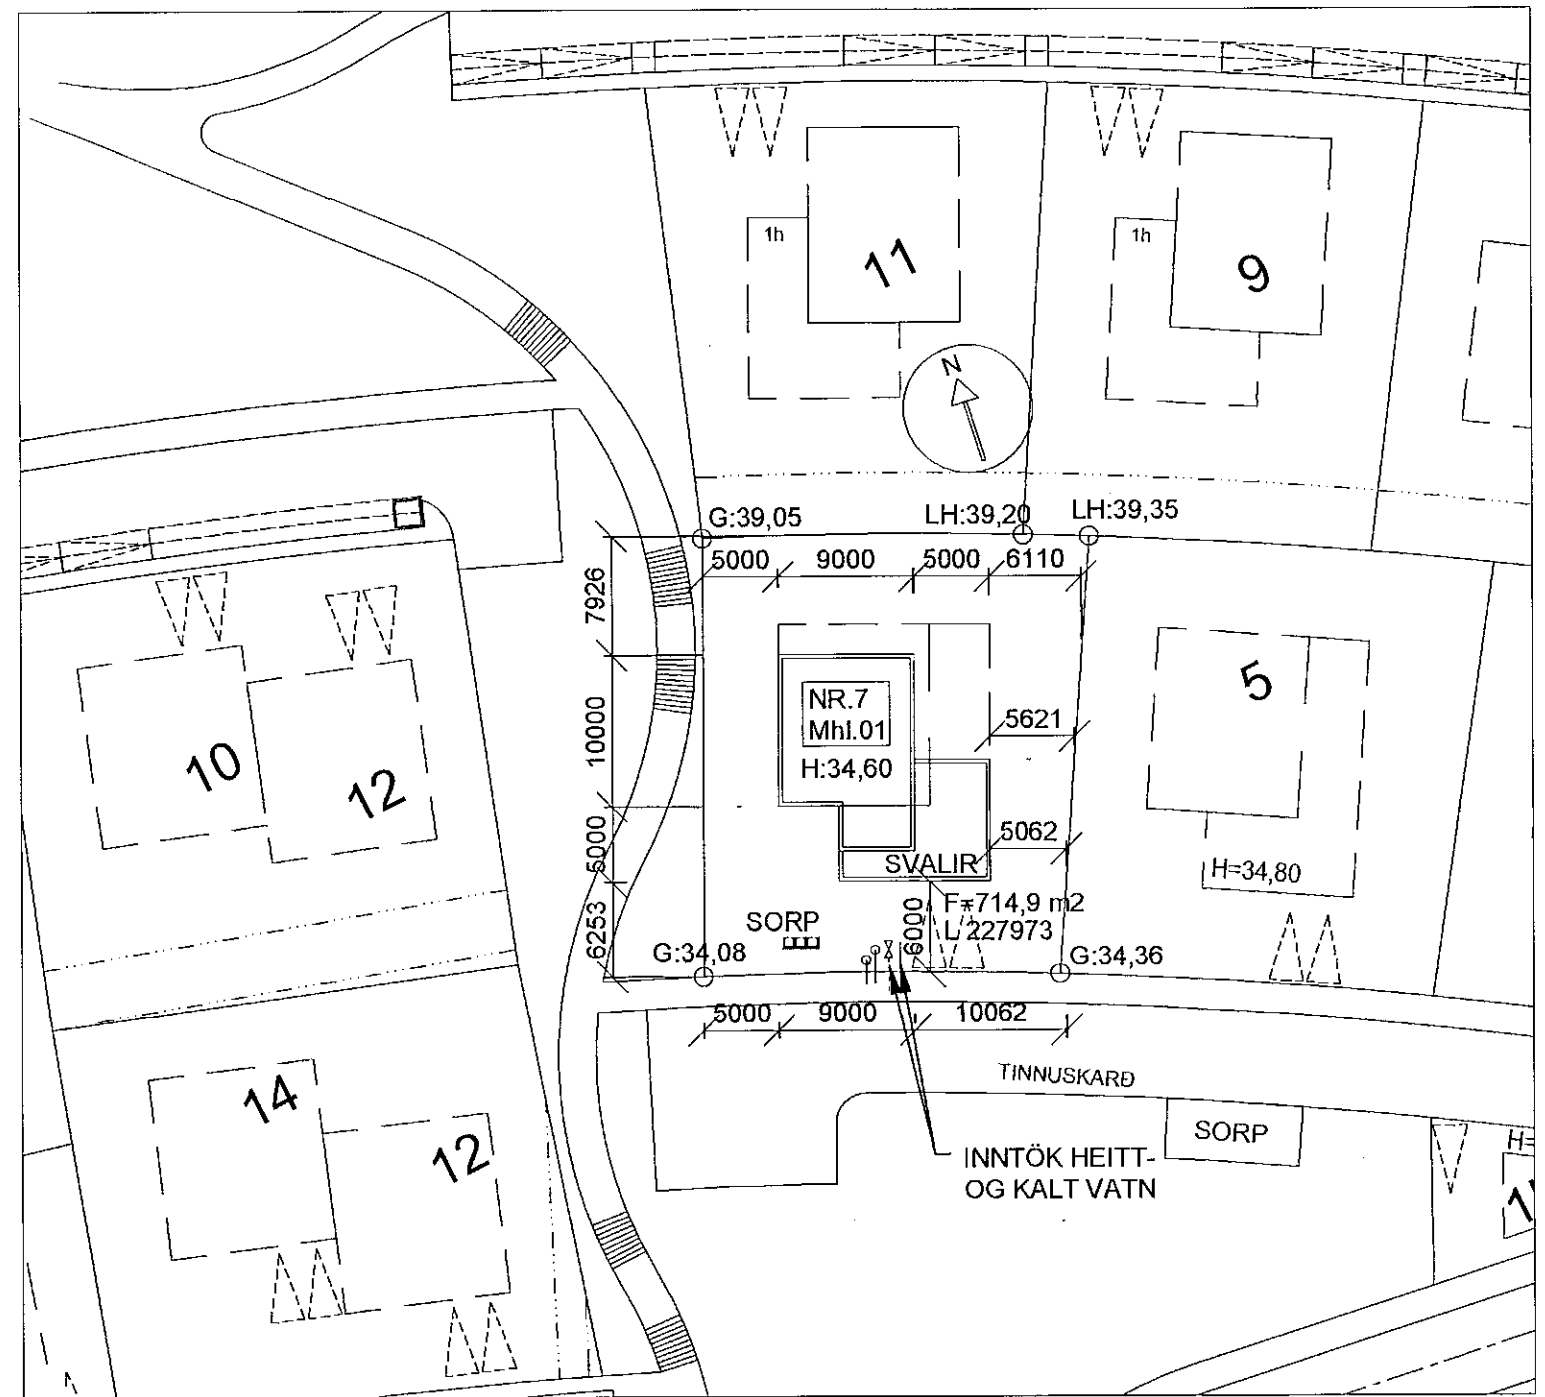 11
1h
9
1h
N
G:39,05
LH:39,20
LH:39,35
5000
9000
5000
6110
7926
10000
5000
6253
NR.7
Mhl.01
H:34,60
5621
5
10
12
5062
SVALIR
H=34,80
F=714,9 m2
L 227973
6000
SORP
G:34,08
G:34,36
5000
9000
10062
TINNUSKARÐ
14
12
SORP
INNTÖK HEITT-
OG KALT VATN
H=